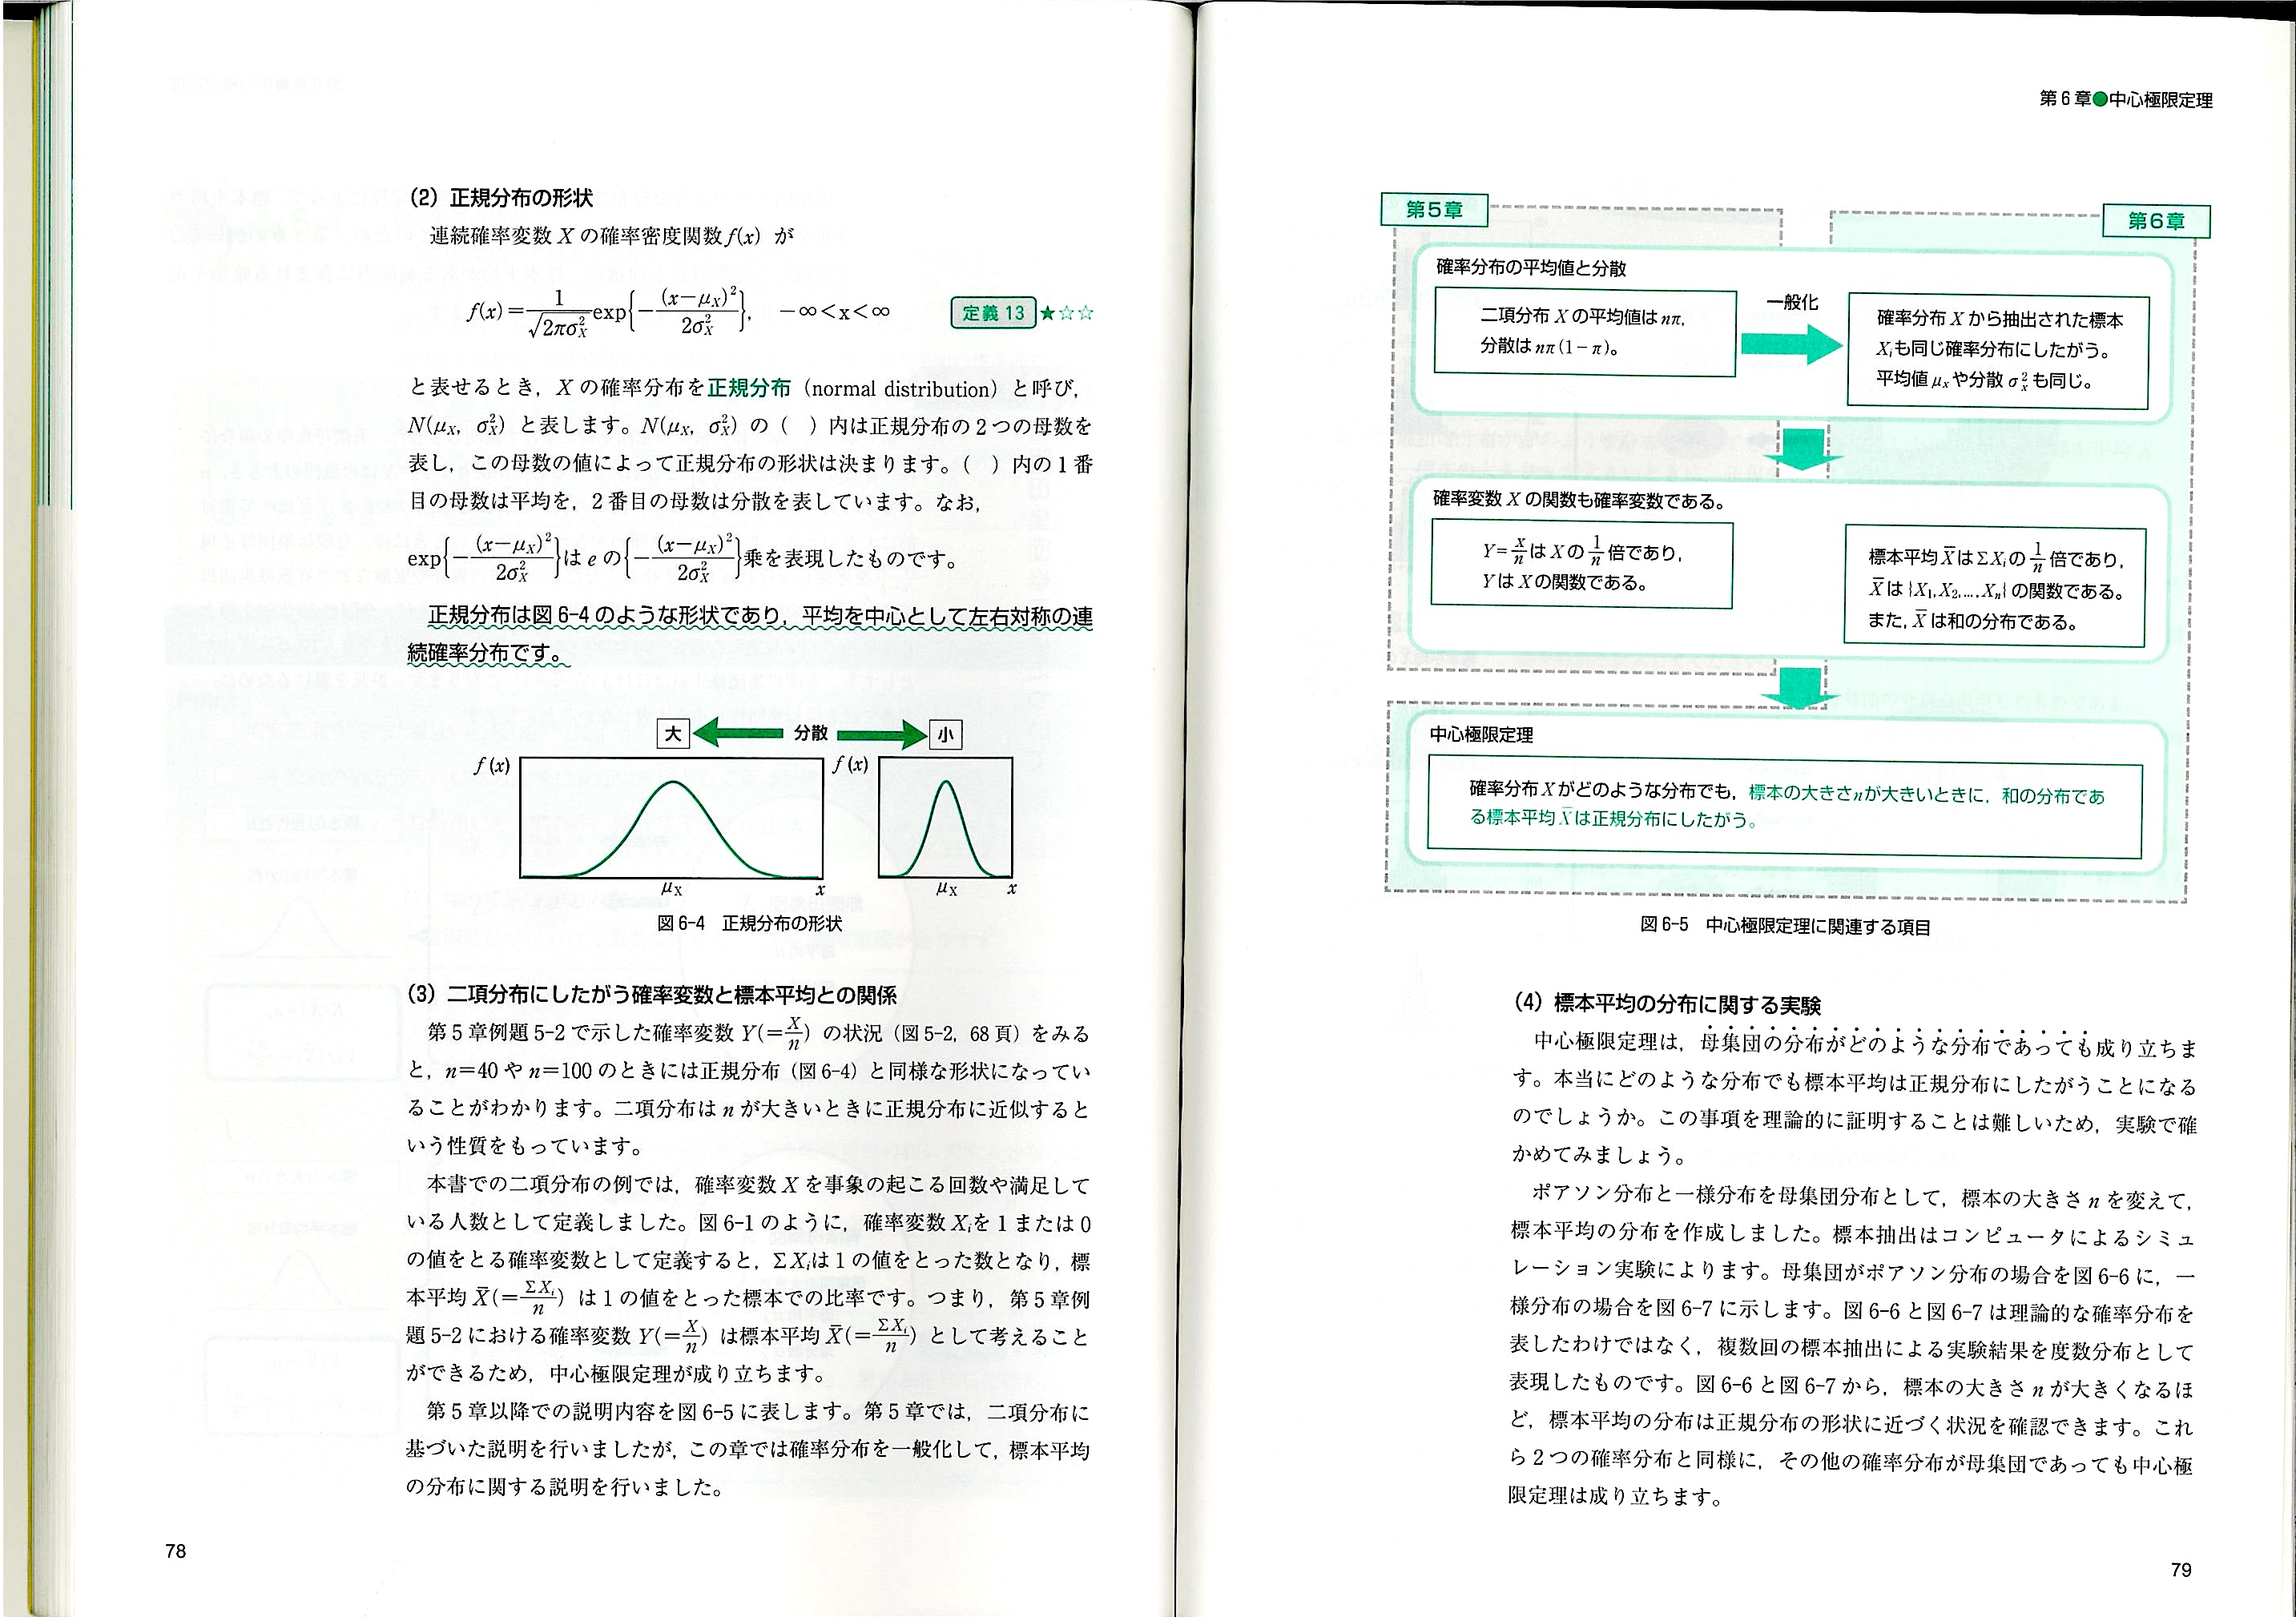 (2) 正規分布の形状
連続確率変数 X の確率密度関数 f(x) が
f(x)=1/√(2πσ_X^2) exp{−(x−μ_X)^2/2σ_X^2}, −∞<x<∞ 定義 13 ★☆☆
と表せるとき，X の確率分布を正規分布（normal distribution）と呼び，
N(μ_X, σ_X^2) と表します。N(μ_X, σ_X^2) の（ ）内は正規分布の2つの母数を
表し，この母数の値によって正規分布の形状は決まります。（ ）内の1番
目の母数は平均を，2番目の母数は分散を表しています。なお，
exp{−(x−μ_X)^2/2σ_X^2}は e の{−(x−μ_X)^2/2σ_X^2}乗を表現したものです。
正規分布は図 6-4 のような形状であり，平均を中心として左右対称の連
続確率分布です。
大 分散 小
f(x) f(x)
μ_X x μ_X x
図 6-4 正規分布の形状
(3) 二項分布にしたがう確率変数と標本平均との関係
第5章例題 5-2 で示した確率変数 Y(=X/n) の状況（図 5-2，68 頁）をみる
と，n=40 や n=100 のときには正規分布（図 6-4）と同様な形状になってい
ることがわかります。二項分布は n が大きいときに正規分布に近似すると
いう性質をもっています。
本書での二項分布の例では，確率変数 X を事象の起こる回数や満足して
いる人数として定義しました。図 6-1 のように，確率変数 X_i を 1 または 0
の値をとる確率変数として定義すると，ΣX_i は 1 の値をとった数となり，標
本平均 X̄(=ΣX_i/n) は 1 の値をとった標本での比率です。つまり，第5章例
題 5-2 における確率変数 Y(=X/n) は標本平均 X̄(=ΣX_i/n) として考えること
ができるため，中心極限定理が成り立ちます。
第5章以降での説明内容を図 6-5 に表します。第5章では，二項分布に
基づいた説明を行いましたが，この章では確率分布を一般化して，標本平均
の分布に関する説明を行いました。
78
第6章●中心極限定理
第5章
第6章
確率分布の平均値と分散
二項分布 X の平均値は nπ,
分散は nπ(1−π)。
一般化
確率分布 X から抽出された標本
X_i も同じ確率分布にしたがう。
平均値 μ_x や分散 σ_x^2 も同じ。
確率変数 X の関数も確率変数である。
Y=X/n は X の 1/n 倍であり，
Y は X の関数である。
標本平均 X̄ は ΣX_i の 1/n 倍であり，
X̄ は {X_1, X_2, ..., X_n} の関数である。
また，X̄ は和の分布である。
中心極限定理
確率分布 X がどのような分布でも，標本の大きさ n が大きいときに，和の分布であ
る標本平均 X̄ は正規分布にしたがう。
図 6-5 中心極限定理に関連する項目
(4) 標本平均の分布に関する実験
中心極限定理は，母集団の分布がどのような分布であっても成り立ちま
す。本当にどのような分布でも標本平均は正規分布にしたがうことになる
のでしょうか。この事項を理論的に証明することは難しいため，実験で確
かめてみましょう。
ポアソン分布と一様分布を母集団分布として，標本の大きさ n を変えて，
標本平均の分布を作成しました。標本抽出はコンピュータによるシミュ
レーション実験によります。母集団がポアソン分布の場合を図 6-6 に，一
様分布の場合を図 6-7 に示します。図 6-6 と図 6-7 は理論的な確率分布を
表したわけではなく，複数回の標本抽出による実験結果を度数分布として
表現したものです。図 6-6 と図 6-7 から，標本の大きさ n が大きくなるほ
ど，標本平均の分布は正規分布の形状に近づく状況を確認できます。これ
ら2つの確率分布と同様に，その他の確率分布が母集団であっても中心極
限定理は成り立ちます。
79